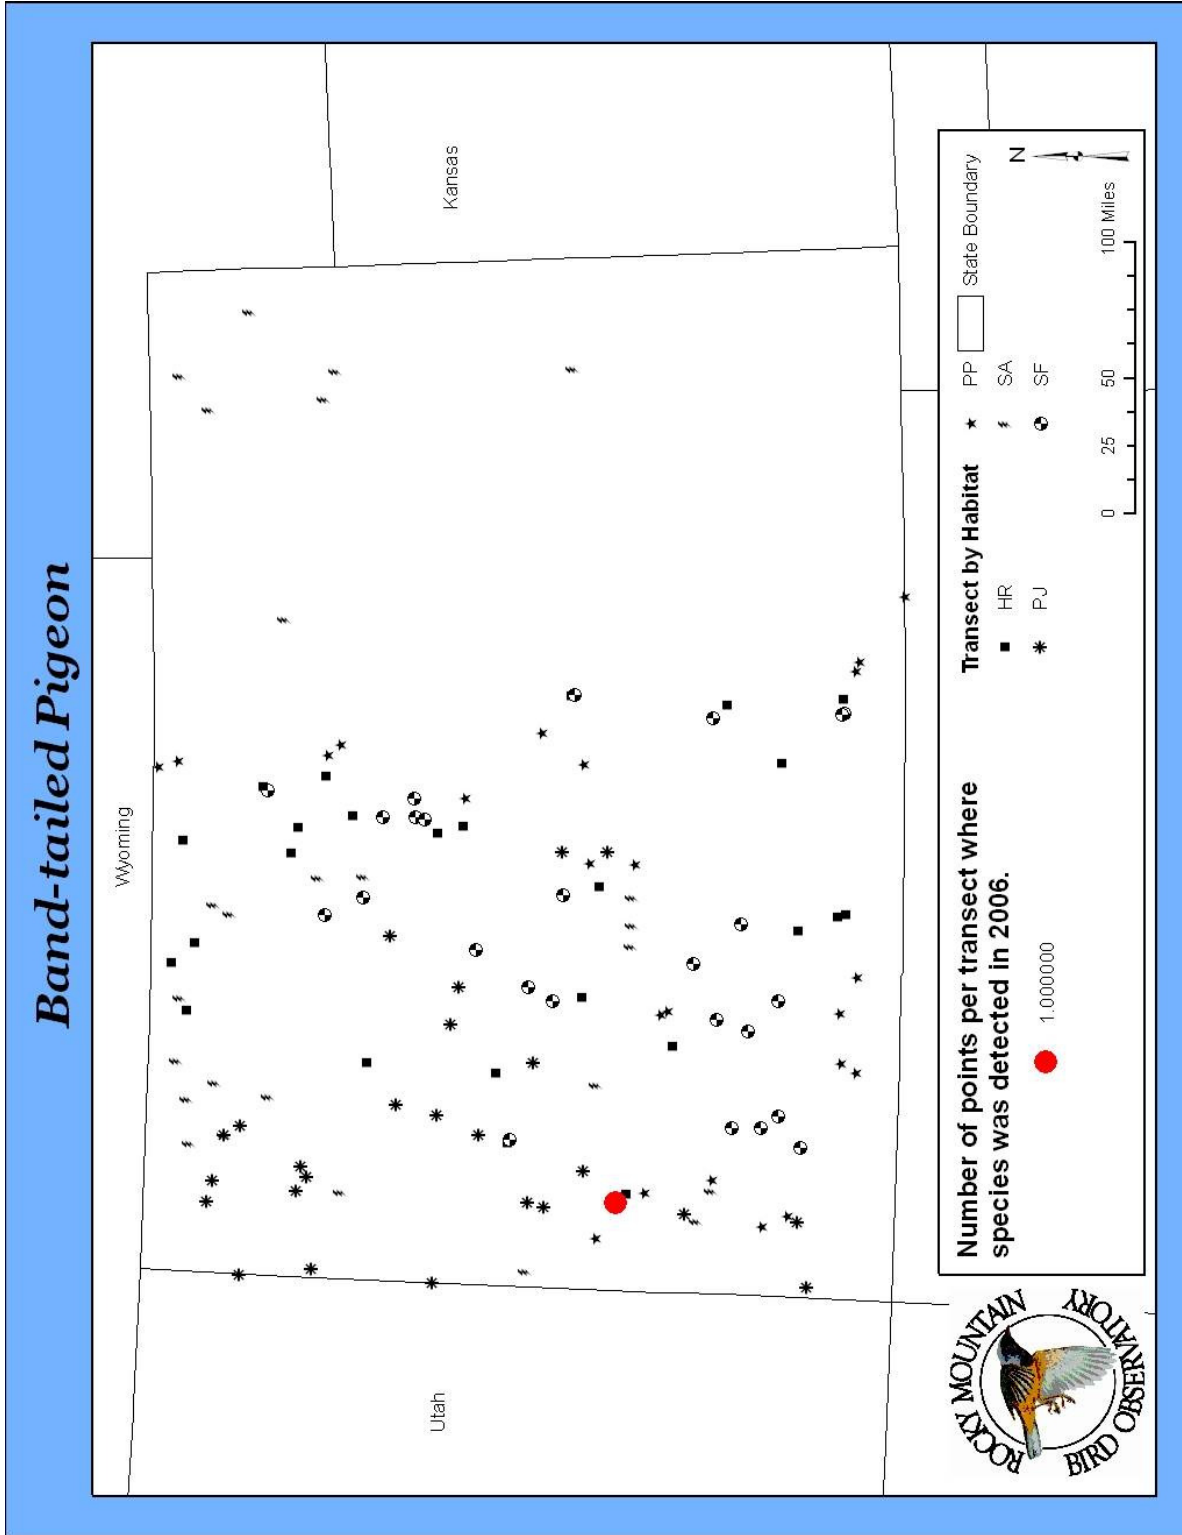 Band-tailed Pigeon
Wyoming
Utah
Kansas
Number of points per transect where
species was detected in 2006.
1.000000
Transect by Habitat
HR
PJ
PP
SA
SF
State Boundary
N
0 25 50 100 Miles
ROCKY MOUNTAIN
BIRD OBSERVATORY